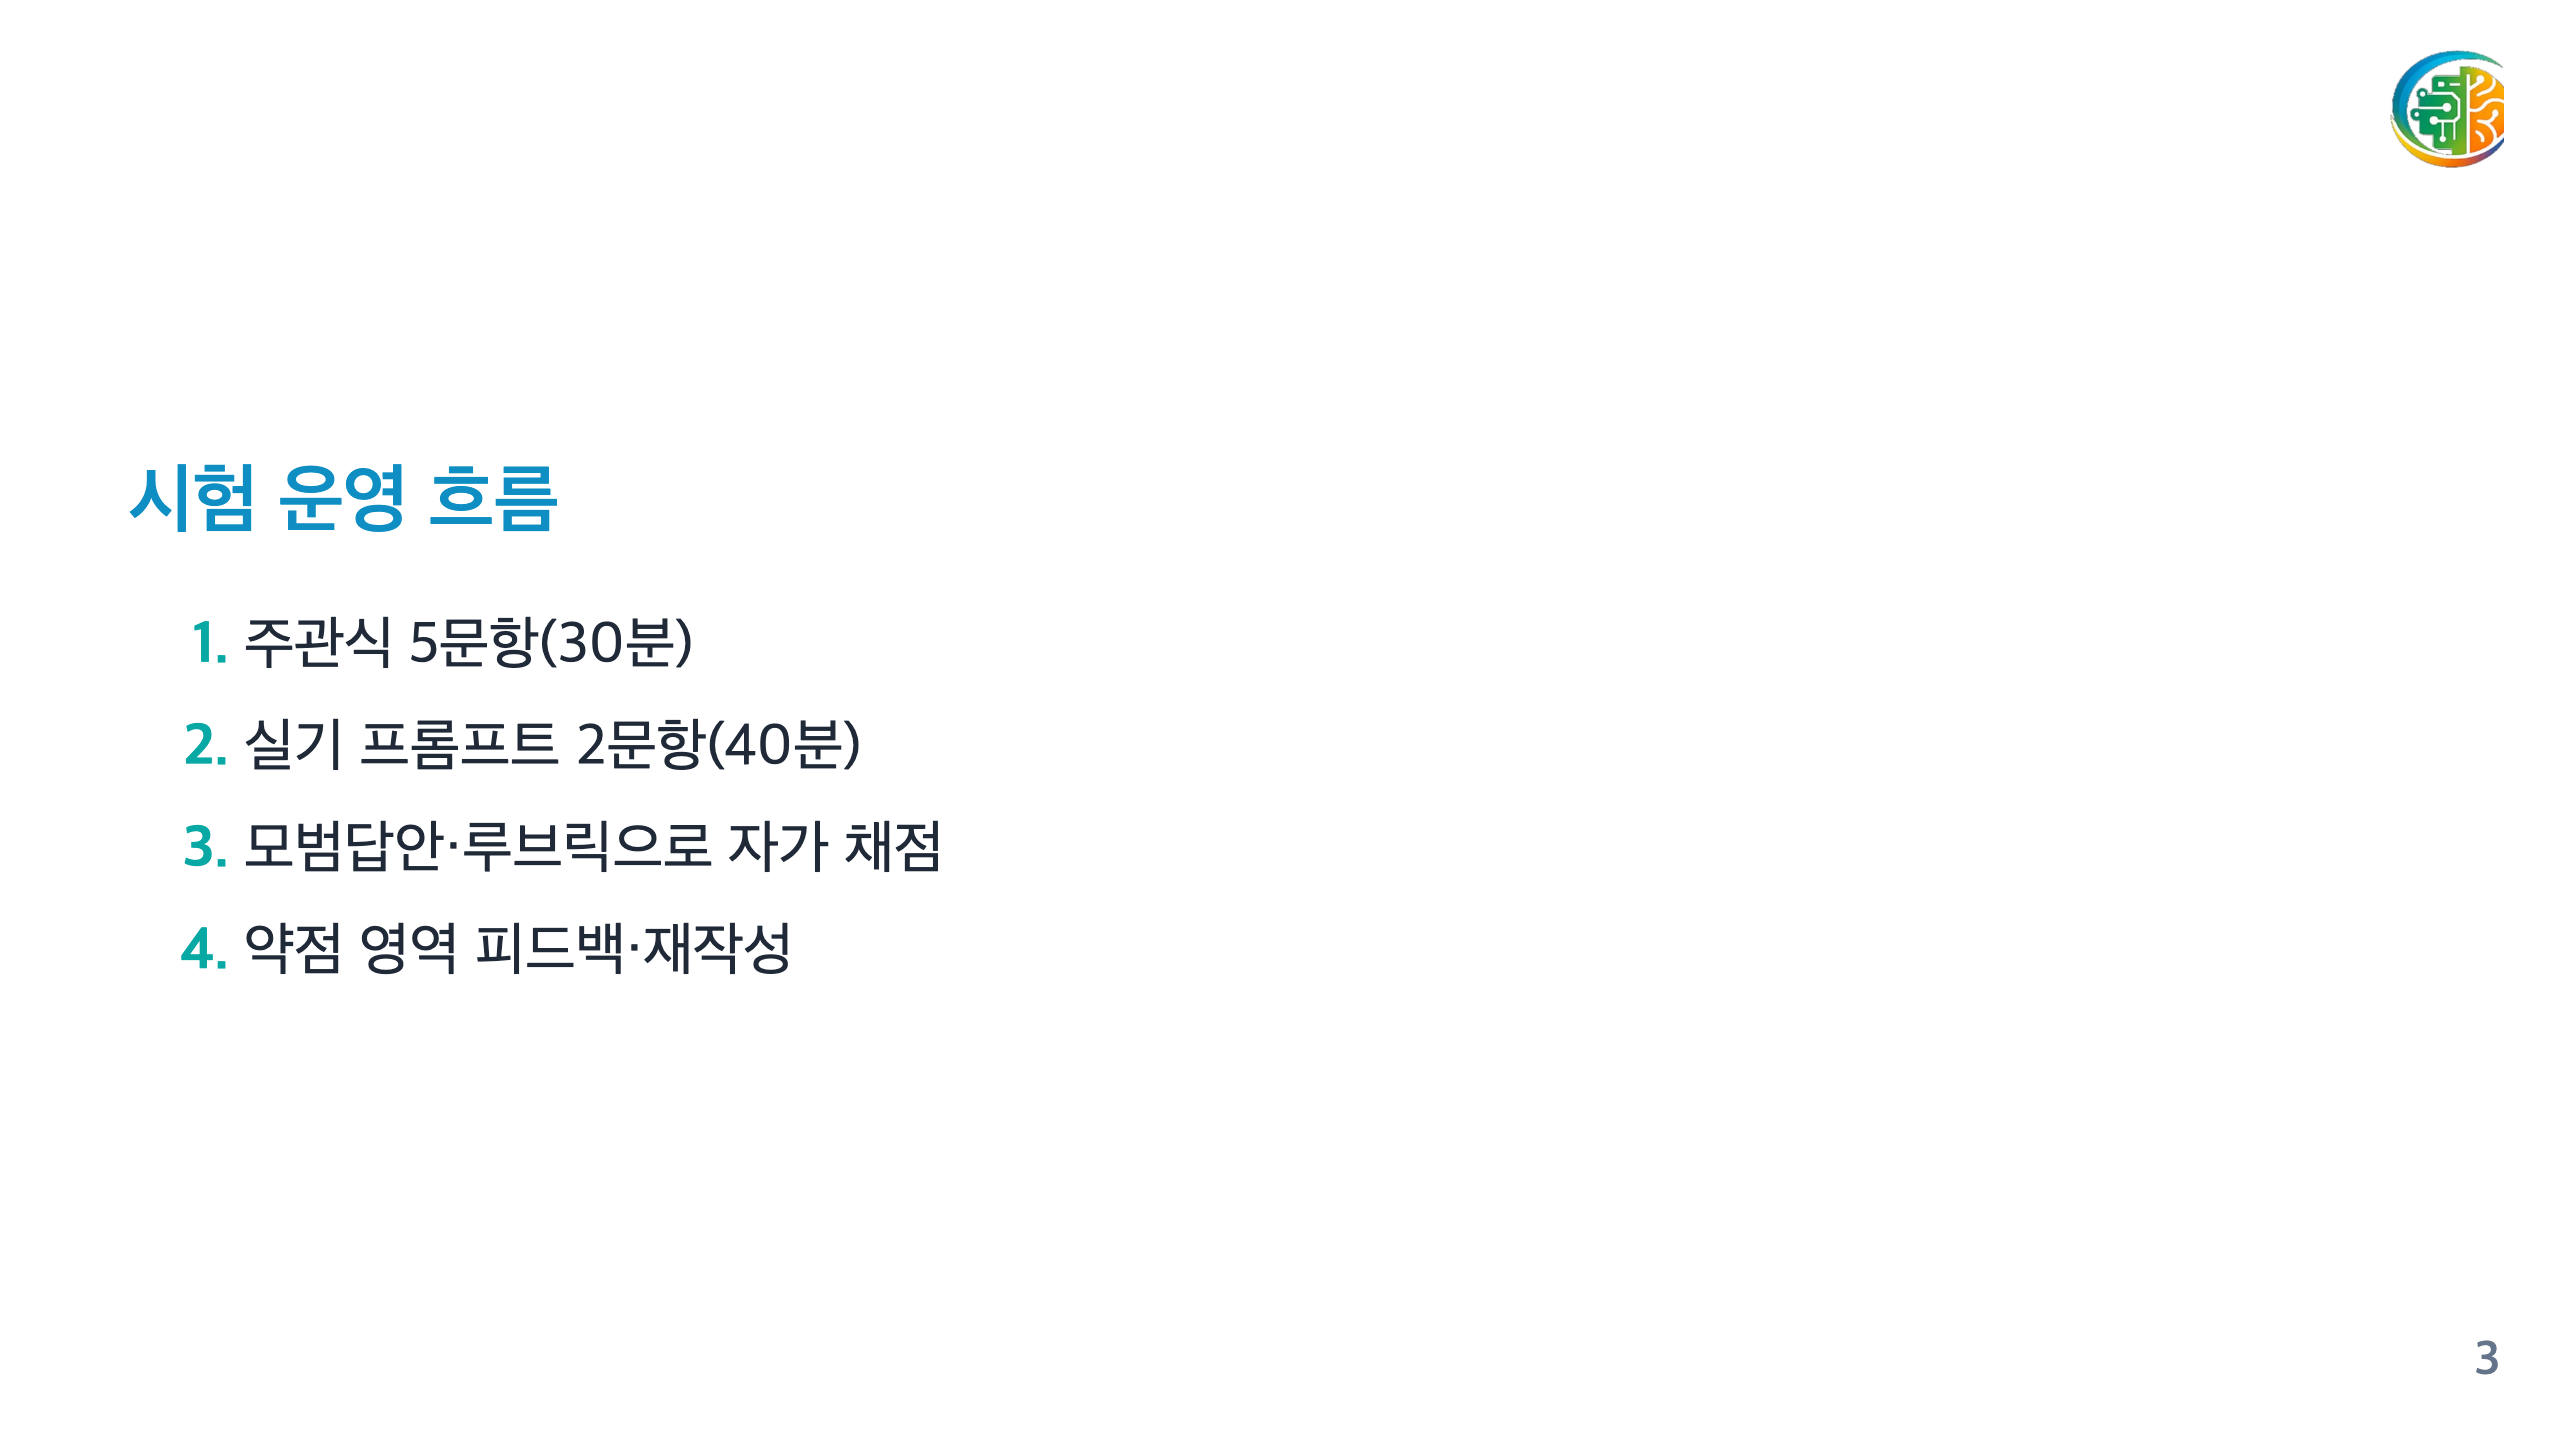 시험 운영 흐름
1. 주관식 5문항(30분)
2. 실기 프롬프트 2문항(40분)
3. 모범답안·루브릭으로 자가 채점
4. 약점 영역 피드백·재작성
3